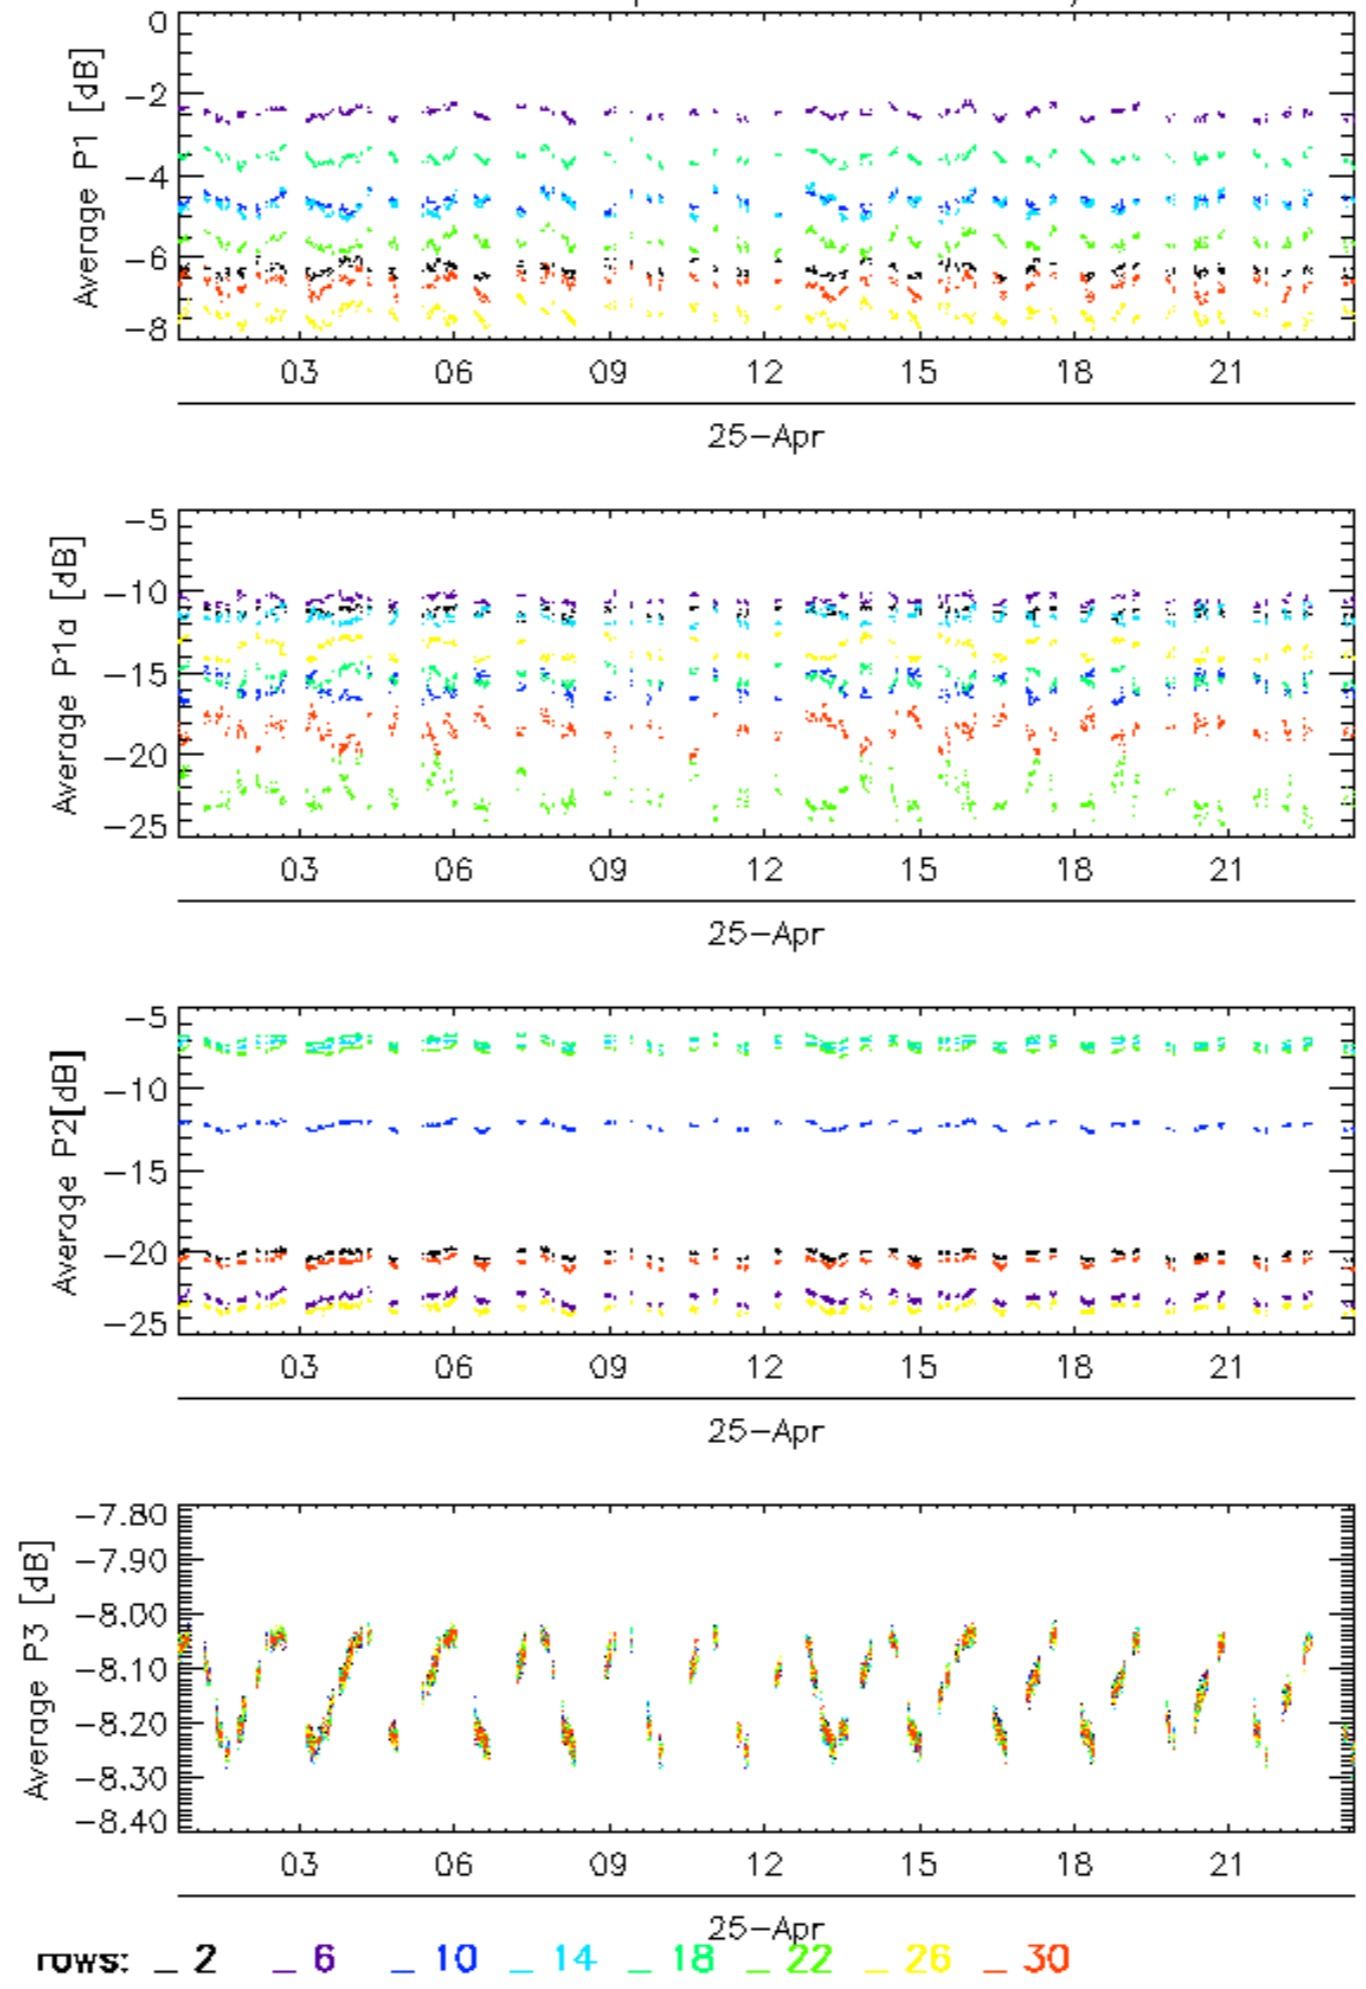 Average P1 [dB]
0
−2
−4
−6
−8
03 06 09 12 15 18 21
25−Apr
Average P1a [dB]
−5
−10
−15
−20
−25
03 06 09 12 15 18 21
25−Apr
Average P2[dB]
−5
−10
−15
−20
−25
03 06 09 12 15 18 21
25−Apr
Average P3 [dB]
−7.80
−7.90
−8.00
−8.10
−8.20
−8.30
−8.40
03 06 09 12 15 18 21
25−Apr
rows: _ 2 _ 6 _ 10 _ 14 _ 18 _ 22 _ 26 _ 30